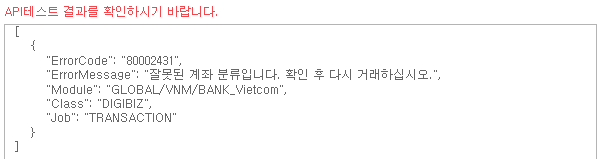 API테스트 결과를 확인하시기 바랍니다.
[
{
"ErrorCode": "80002431",
"ErrorMessage": "잘못된 계좌 분류입니다. 확인 후 다시 거래하십시오.",
"Module": "GLOBAL/VNM/BANK_Vietcom",
"Class": "DIGIBIZ",
"Job": "TRANSACTION"
}
]